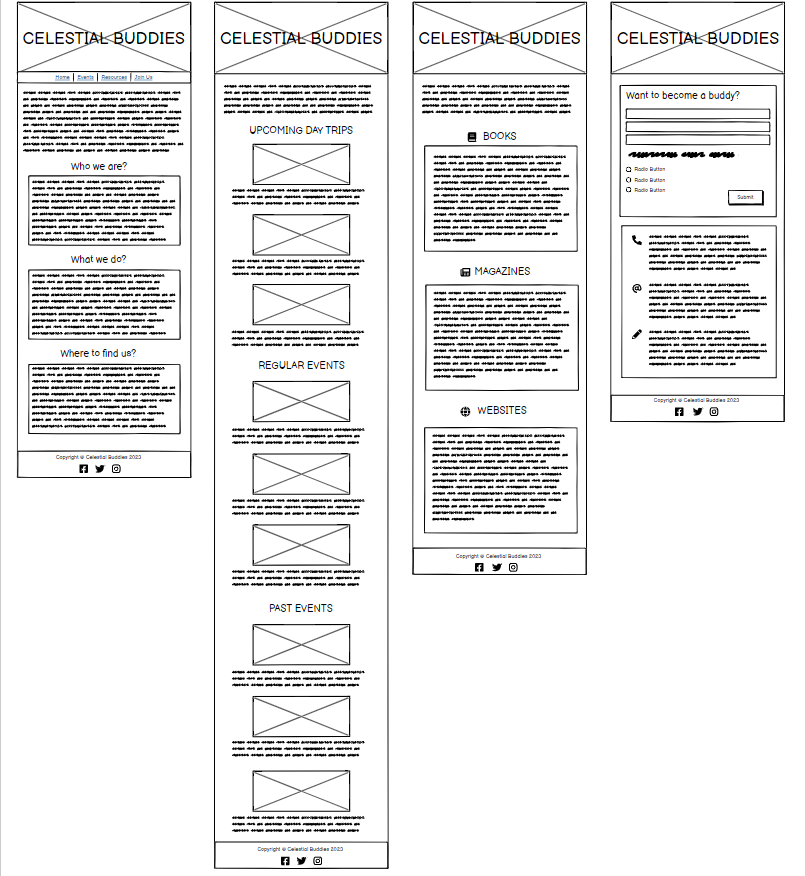 CELESTIAL BUDDIES
Home Events Resources Join Us
Who we are?
What we do?
Where to find us?
Copyright © Celestial Buddies 2023
CELESTIAL BUDDIES
UPCOMING DAY TRIPS
REGULAR EVENTS
PAST EVENTS
Copyright © Celestial Buddies 2023
CELESTIAL BUDDIES
BOOKS
MAGAZINES
WEBSITES
Copyright © Celestial Buddies 2023
CELESTIAL BUDDIES
Want to become a buddy?
Radio Button
Radio Button
Radio Button
Submit
Copyright © Celestial Buddies 2023